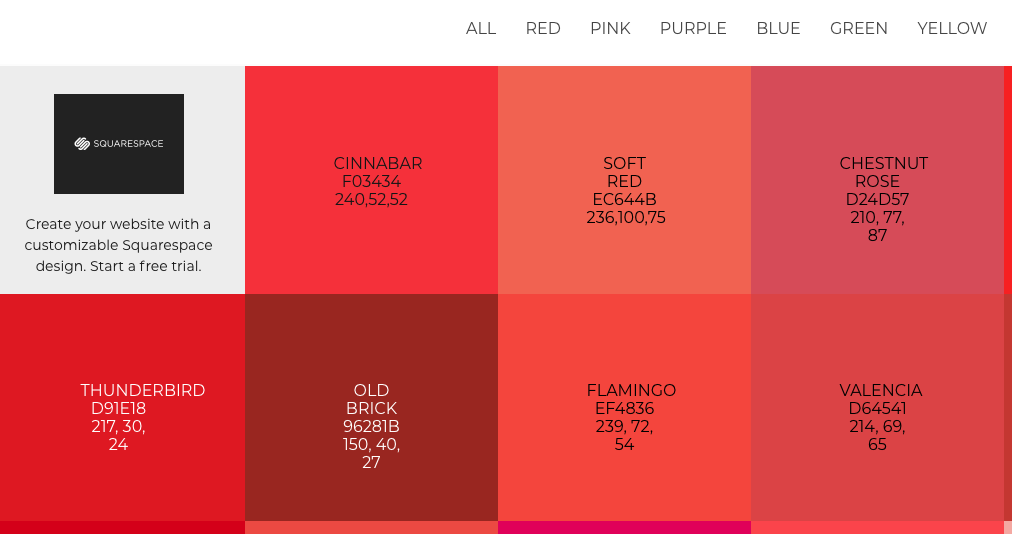 ALL RED PINK PURPLE BLUE GREEN YELLOW
SQUARESPACE
Create your website with a
customizable Squarespace
design. Start a free trial.
CINNABAR
F03434
240,52,52
SOFT
RED
EC644B
236,100,75
CHESTNUT
ROSE
D24D57
210, 77,
87
THUNDERBIRD
D91E18
217, 30,
24
OLD
BRICK
96281B
150, 40,
27
FLAMINGO
EF4836
239, 72,
54
VALENCIA
D64541
214, 69,
65